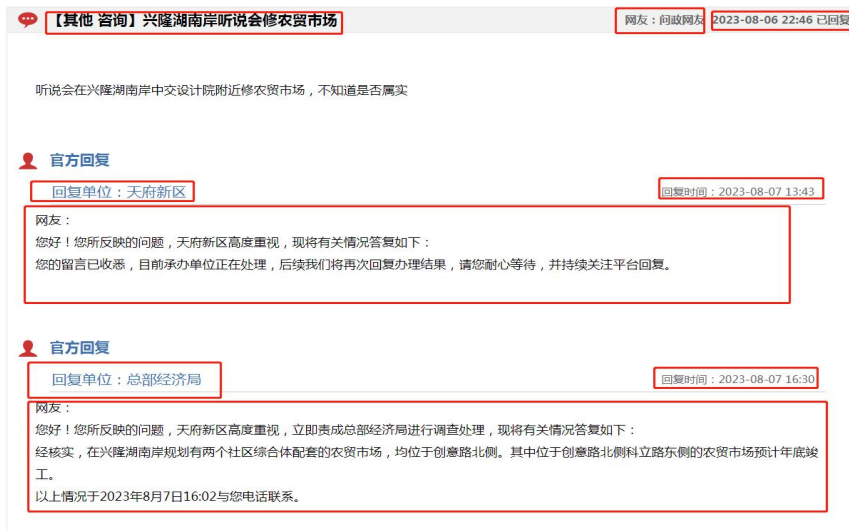 【其他 咨询】兴隆湖南岸听说会修农贸市场
网友：问政网友 2023-08-06 22:46 已回复
听说会在兴隆湖南岸中交设计院附近修农贸市场，不知道是否属实
官方回复
回复单位：天府新区
回复时间：2023-08-07 13:43
网友：
您好！您所反映的问题，天府新区高度重视，现将有关情况答复如下：
您的留言已收悉，目前承办单位正在处理，后续我们将再次回复办理结果，请您耐心等待，并持续关注平台回复。
官方回复
回复单位：总部经济局
回复时间：2023-08-07 16:30
网友：
您好！您所反映的问题，天府新区高度重视，立即责成总部经济局进行调查处理，现将有关情况答复如下：
经核实，在兴隆湖南岸规划有两个社区综合体配套的农贸市场，均位于创意路北侧。其中位于创意路北侧科立路东侧的农贸市场预计年底竣
工。
以上情况于2023年8月7日16:02与您电话联系。